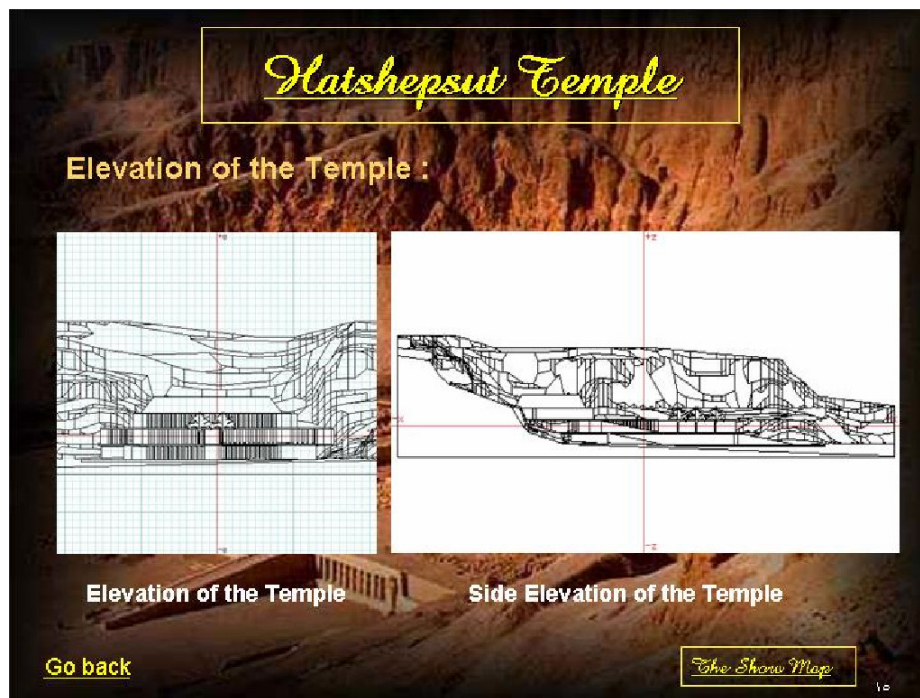 Hatshepsut Temple
Elevation of the Temple :
Elevation of the Temple
Side Elevation of the Temple
Go back
The Show Map
١٥